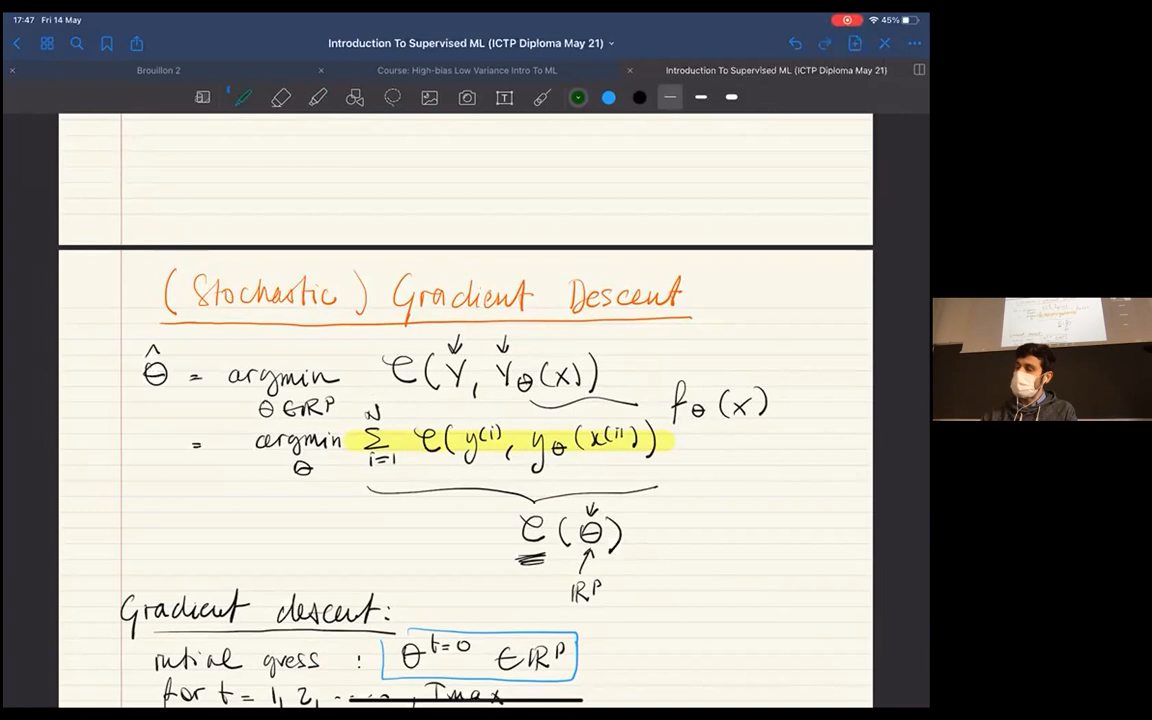 17:47 Fri 14 May
45%
Introduction To Supervised ML (ICTP Diploma May 21)
Brouillon 2
Course: High-bias Low Variance Intro To ML
Introduction To Supervised ML (ICTP Diploma May 21)
(Stochastic) Gradient Descent
θ̂ = argmin 𝒞(Y, Yθ(X))
θ∈ℝᴾ
fθ(x)
= argmin Σ 𝒞(y(i), yθ(x(i)))
θ
N
i=1
𝒞(θ)
ℝᴾ
Gradient descent:
initial guess : θ^t=0 ∈ ℝᴾ
for t = 1, 2, ....., Tmax